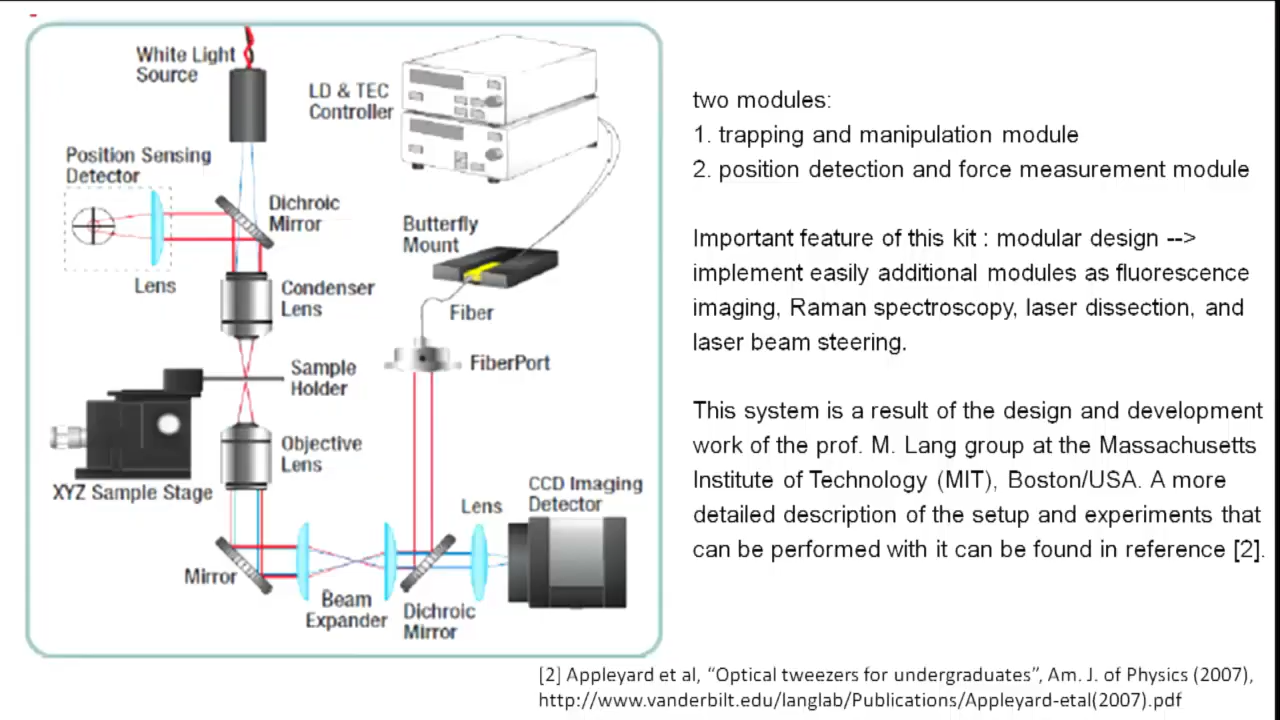 White Light
Source
LD & TEC
Controller
Position Sensing
Detector
Dichroic
Mirror
Butterfly
Mount
Lens
Condenser
Lens
Fiber
FiberPort
Sample
Holder
Objective
Lens
XYZ Sample Stage
CCD Imaging
Detector
Lens
Mirror
Beam
Expander
Dichroic
Mirror
two modules:
1. trapping and manipulation module
2. position detection and force measurement module
Important feature of this kit : modular design -->
implement easily additional modules as fluorescence
imaging, Raman spectroscopy, laser dissection, and
laser beam steering.
This system is a result of the design and development
work of the prof. M. Lang group at the Massachusetts
Institute of Technology (MIT), Boston/USA. A more
detailed description of the setup and experiments that
can be performed with it can be found in reference [2].
[2] Appleyard et al, “Optical tweezers for undergraduates”, Am. J. of Physics (2007),
http://www.vanderbilt.edu/langlab/Publications/Appleyard-etal(2007).pdf